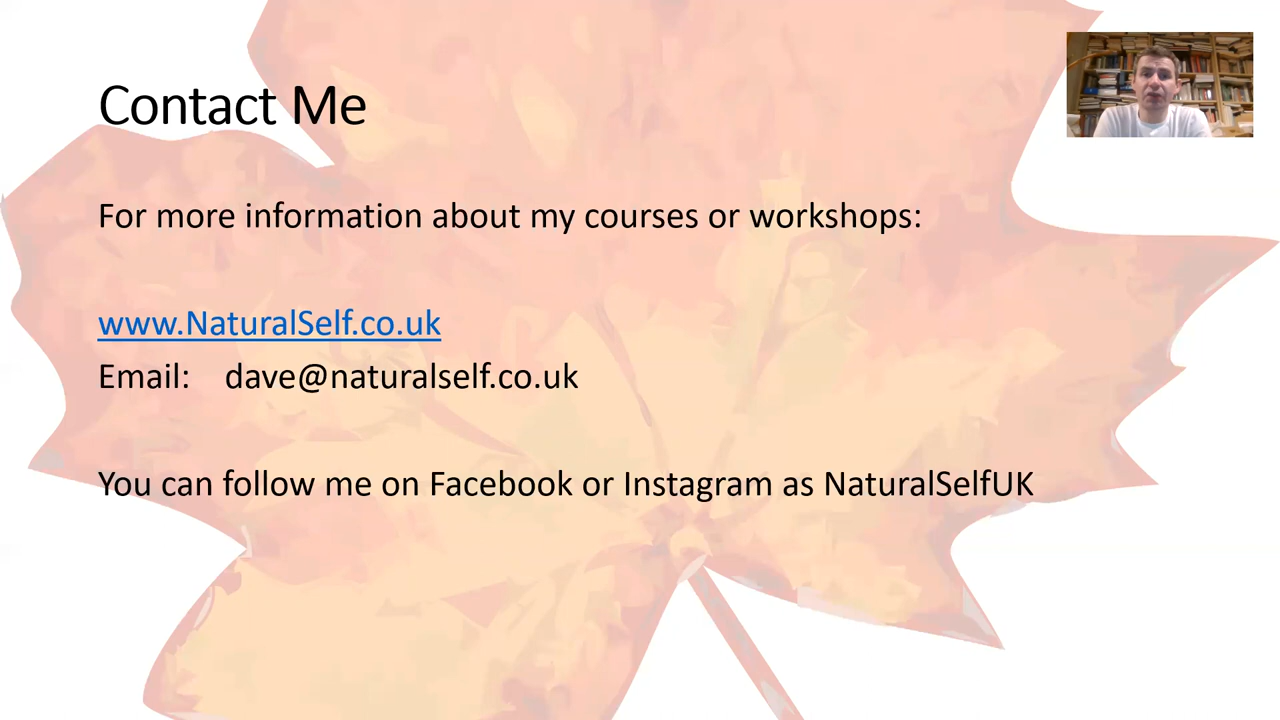 Contact Me
For more information about my courses or workshops:
www.NaturalSelf.co.uk
Email: dave@naturalself.co.uk
You can follow me on Facebook or Instagram as NaturalSelfUK